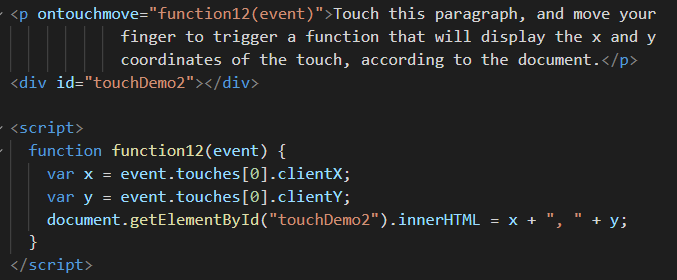 <p ontouchmove="function12(event)">Touch this paragraph, and move your
finger to trigger a function that will display the x and y
coordinates of the touch, according to the document.</p>
<div id="touchDemo2"></div>
<script>
function function12(event) {
var x = event.touches[0].clientX;
var y = event.touches[0].clientY;
document.getElementById("touchDemo2").innerHTML = x + ", " + y;
}
</script>